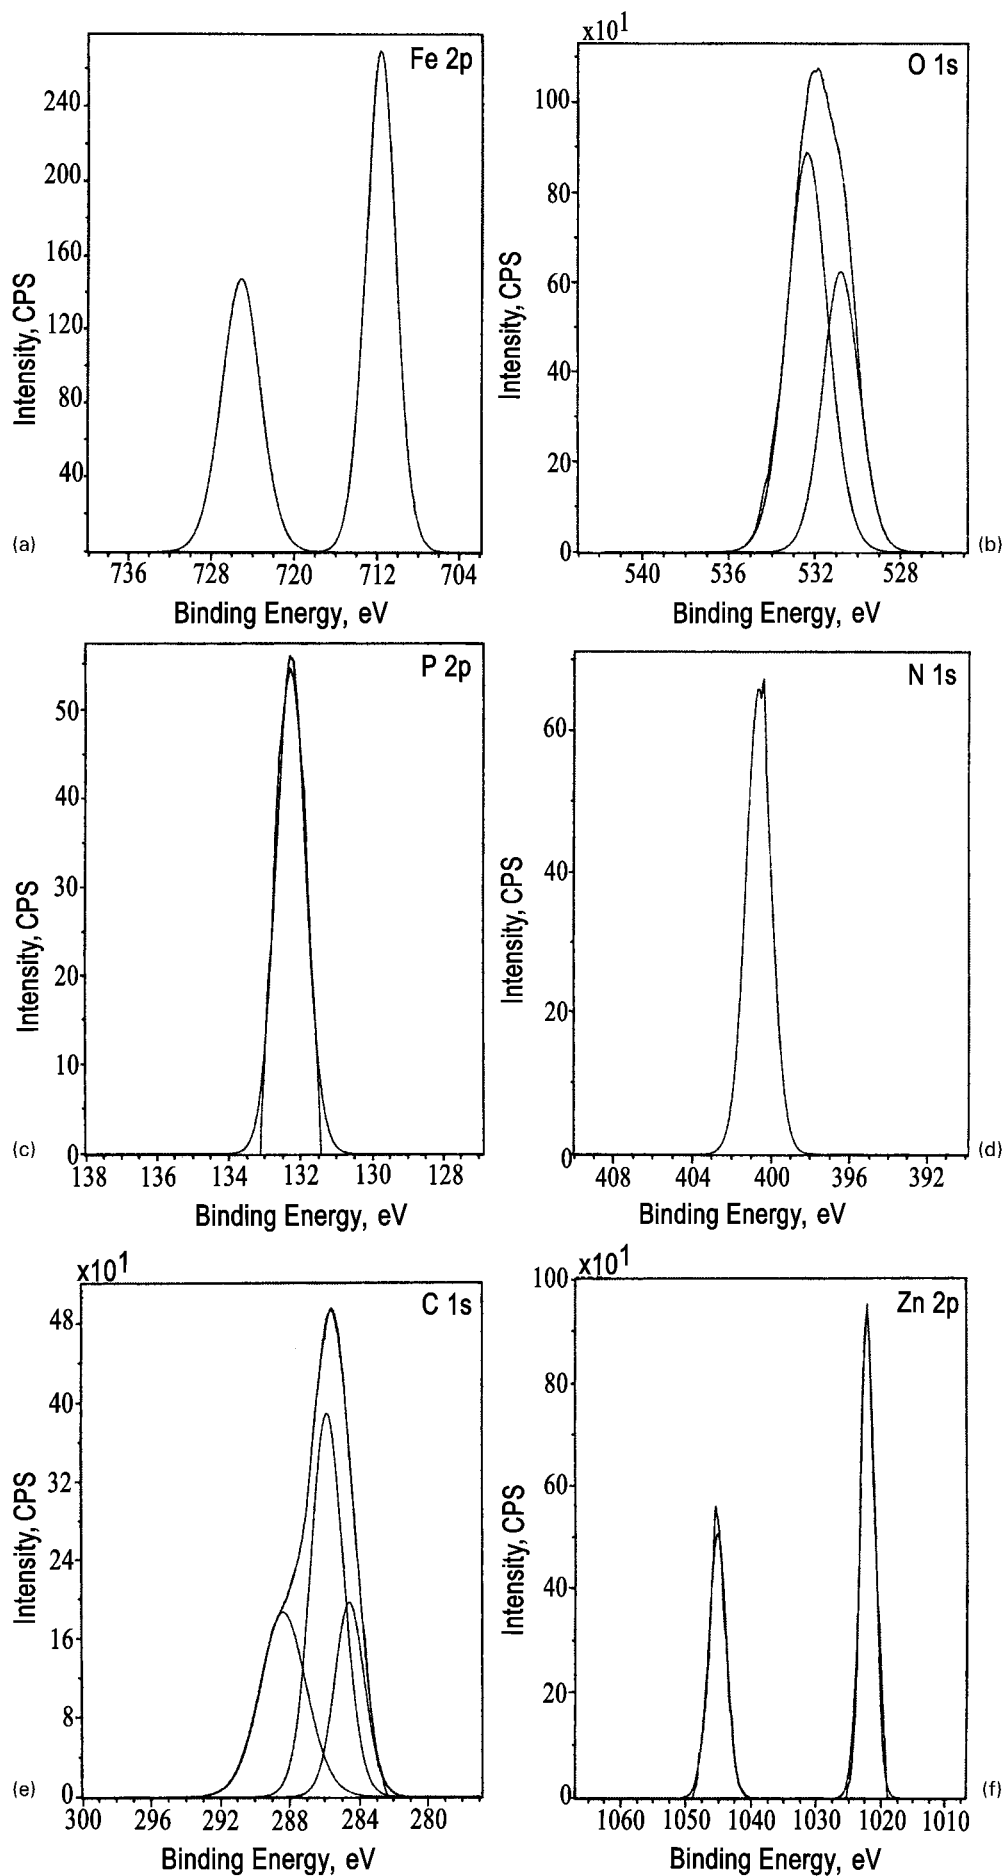 Fe 2p
Intensity, CPS
240
200
160
120
80
40
736 728 720 712 704
Binding Energy, eV
(a)
x10¹
O 1s
Intensity, CPS
100
80
60
40
20
0
540 536 532 528
Binding Energy, eV
(b)
P 2p
Intensity, CPS
50
40
30
20
10
0
138 136 134 132 130 128
Binding Energy, eV
(c)
N 1s
Intensity, CPS
60
40
20
0
408 404 400 396 392
Binding Energy, eV
(d)
x10¹
C 1s
Intensity, CPS
48
40
32
24
16
8
0
300 296 292 288 284 280
Binding Energy, eV
(e)
x10¹
Zn 2p
Intensity, CPS
100
80
60
40
20
0
1060 1050 1040 1030 1020 1010
Binding Energy, eV
(f)